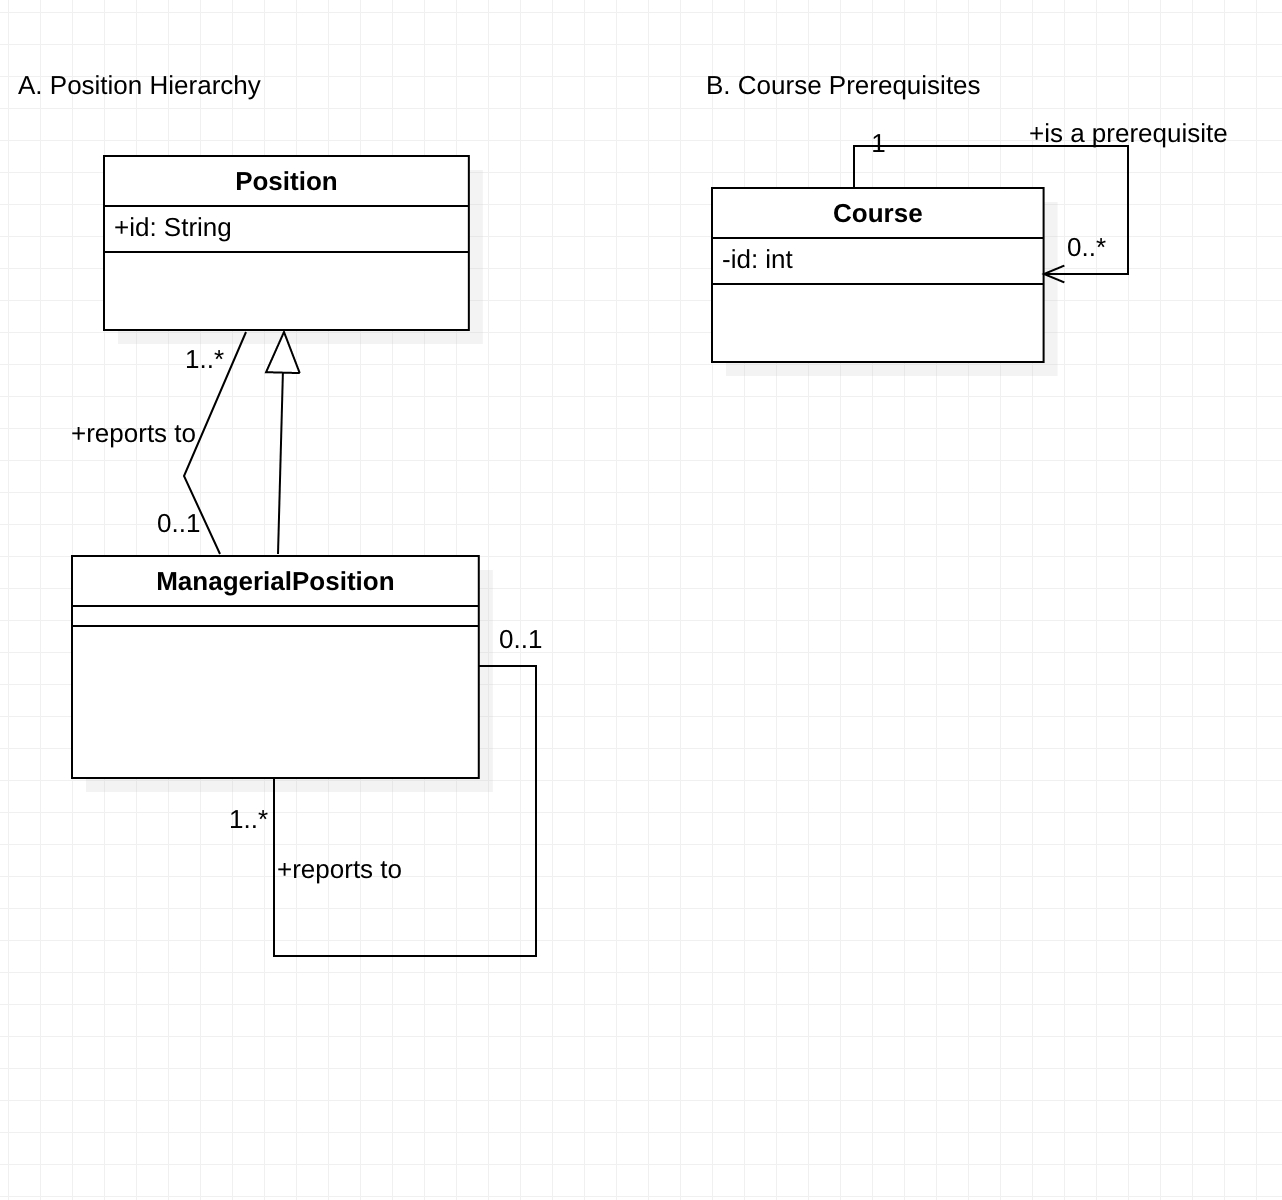 A. Position Hierarchy
Position
+id: String
1..*
+reports to
0..1
ManagerialPosition
0..1
1..*
+reports to
B. Course Prerequisites
+is a prerequisite
1
Course
-id: int
0..*